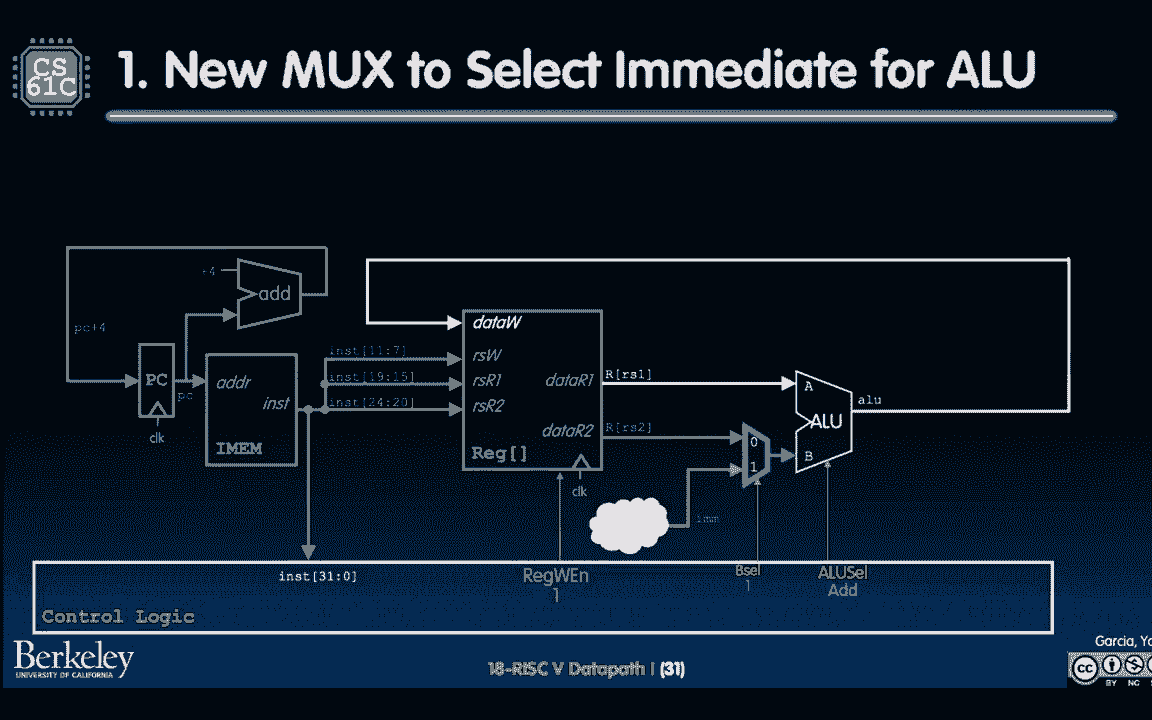 CS
61C
1. New MUX to Select Immediate for ALU
+4
add
pc+4
PC
pc
clk
addr
inst
IMEM
inst[11:7]
inst[19:15]
inst[24:20]
dataW
rsW
rsR1
rsR2
dataR1
dataR2
Reg[]
clk
R[rs1]
R[rs2]
0
1
imm
A
ALU
B
alu
inst[31:0]
RegWEn
1
Bsel
1
ALUSel
Add
Control Logic
Berkeley
UNIVERSITY OF CALIFORNIA
18-RISC V Datapath I (31)
Garcia,
cc
BY NC